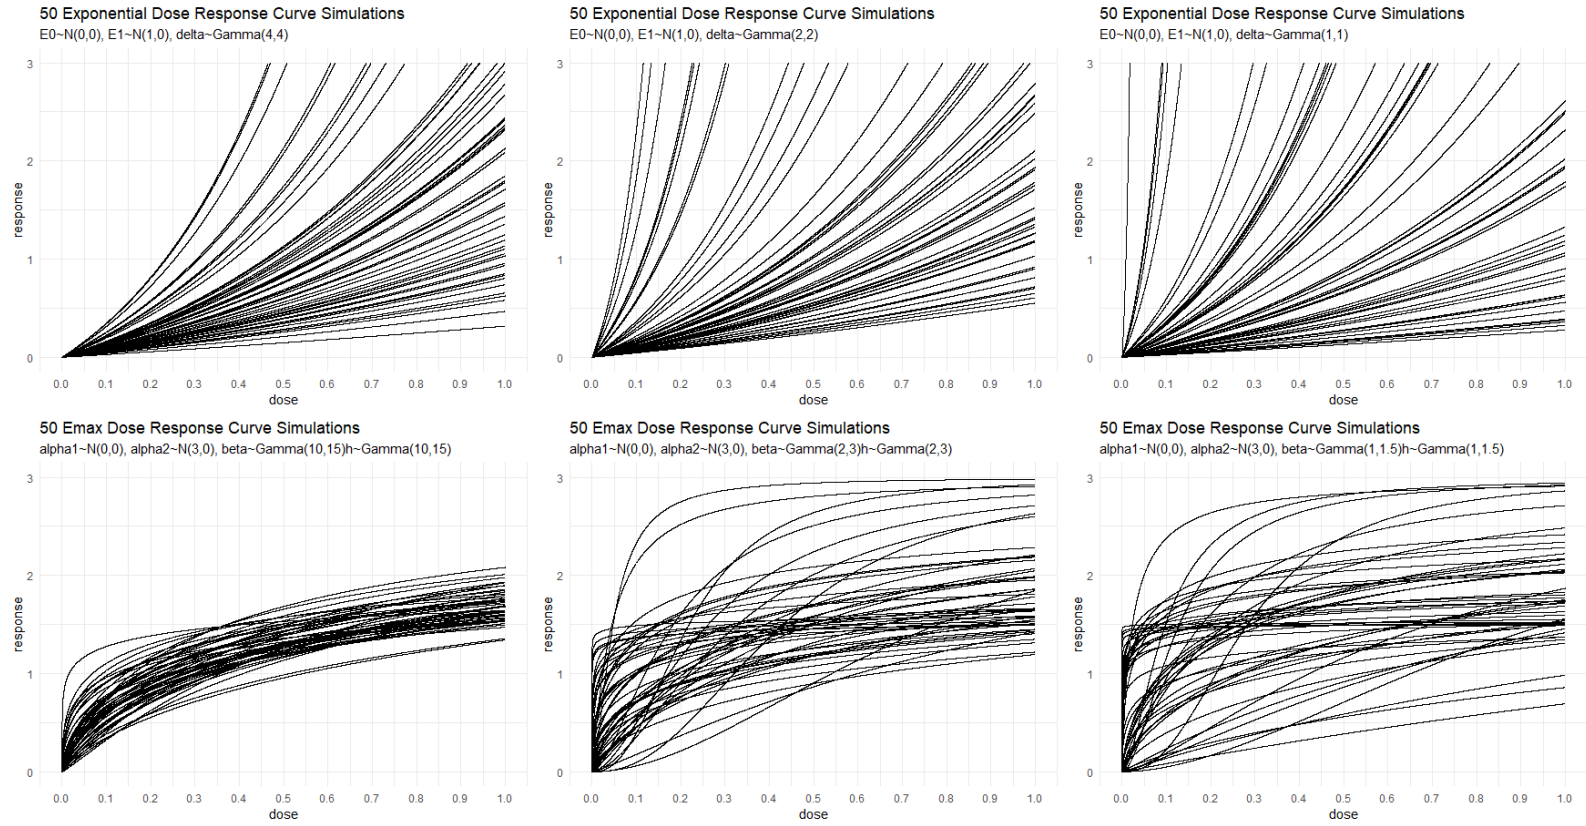 50 Exponential Dose Response Curve Simulations
E0~N(0,0), E1~N(1,0), delta~Gamma(4,4)
3
2
1
0
response
0.0 0.1 0.2 0.3 0.4 0.5 0.6 0.7 0.8 0.9 1.0
dose
50 Exponential Dose Response Curve Simulations
E0~N(0,0), E1~N(1,0), delta~Gamma(2,2)
3
2
1
0
response
0.0 0.1 0.2 0.3 0.4 0.5 0.6 0.7 0.8 0.9 1.0
dose
50 Exponential Dose Response Curve Simulations
E0~N(0,0), E1~N(1,0), delta~Gamma(1,1)
3
2
1
0
response
0.0 0.1 0.2 0.3 0.4 0.5 0.6 0.7 0.8 0.9 1.0
dose
50 Emax Dose Response Curve Simulations
alpha1~N(0,0), alpha2~N(3,0), beta~Gamma(10,15)h~Gamma(10,15)
3
2
1
0
response
0.0 0.1 0.2 0.3 0.4 0.5 0.6 0.7 0.8 0.9 1.0
dose
50 Emax Dose Response Curve Simulations
alpha1~N(0,0), alpha2~N(3,0), beta~Gamma(2,3)h~Gamma(2,3)
3
2
1
0
response
0.0 0.1 0.2 0.3 0.4 0.5 0.6 0.7 0.8 0.9 1.0
dose
50 Emax Dose Response Curve Simulations
alpha1~N(0,0), alpha2~N(3,0), beta~Gamma(1,1.5)h~Gamma(1,1.5)
3
2
1
0
response
0.0 0.1 0.2 0.3 0.4 0.5 0.6 0.7 0.8 0.9 1.0
dose